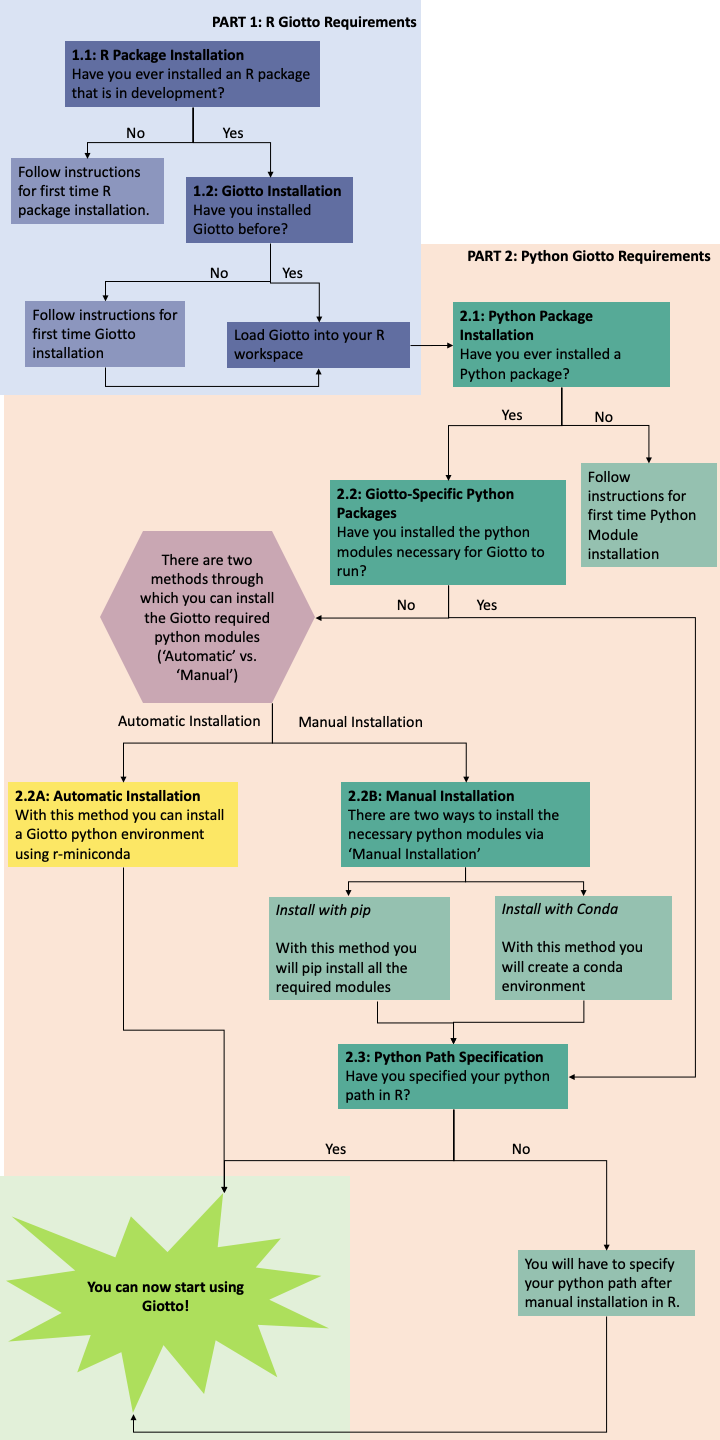 PART 1: R Giotto Requirements
1.1: R Package Installation
Have you ever installed an R package
that is in development?
No
Yes
Follow instructions
for first time R
package installation.
1.2: Giotto Installation
Have you installed
Giotto before?
No
Yes
Follow instructions for
first time Giotto
installation
Load Giotto into your R
workspace
PART 2: Python Giotto Requirements
2.1: Python Package
Installation
Have you ever installed a
Python package?
Yes
No
Follow
instructions for
first time Python
Module
installation
2.2: Giotto-Specific Python
Packages
Have you installed the python
modules necessary for Giotto to
run?
No
Yes
There are two
methods through
which you can install
the Giotto required
python modules
(‘Automatic’ vs.
‘Manual’)
Automatic Installation
Manual Installation
2.2A: Automatic Installation
With this method you can install
a Giotto python environment
using r-miniconda
2.2B: Manual Installation
There are two ways to install the
necessary python modules via
‘Manual Installation’
Install with pip
With this method you
will pip install all the
required modules
Install with Conda
With this method you
will create a conda
environment
2.3: Python Path Specification
Have you specified your python
path in R?
Yes
No
You will have to specify
your python path after
manual installation in R.
You can now start using
Giotto!